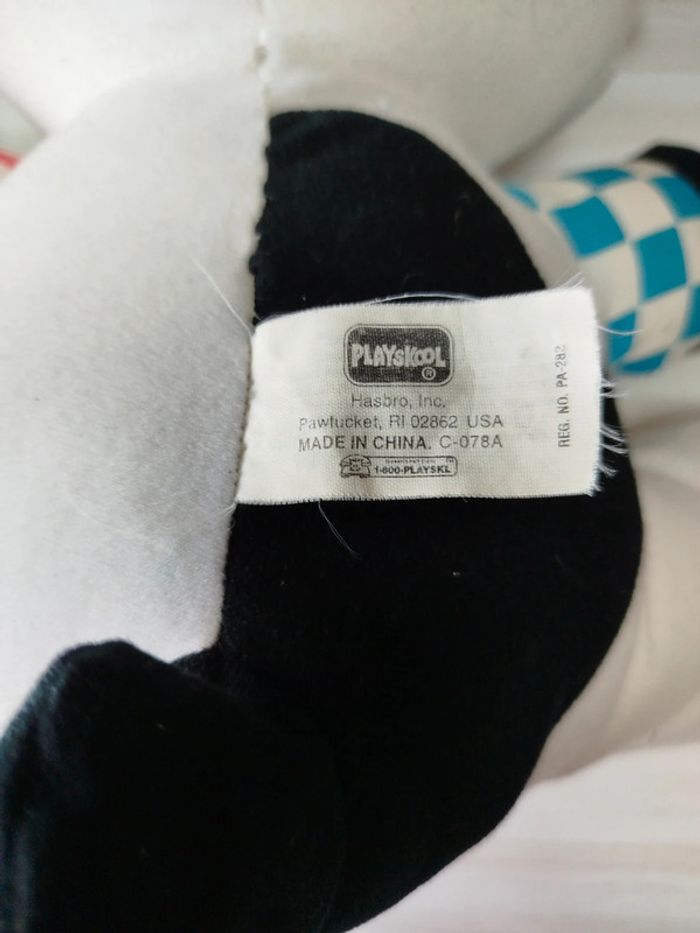 PLAYSKOOL ®
Hasbro, Inc.
Pawtucket, RI 02862 USA
MADE IN CHINA. C-078A
1-800-PLAYSKL
REG. NO. PA-282